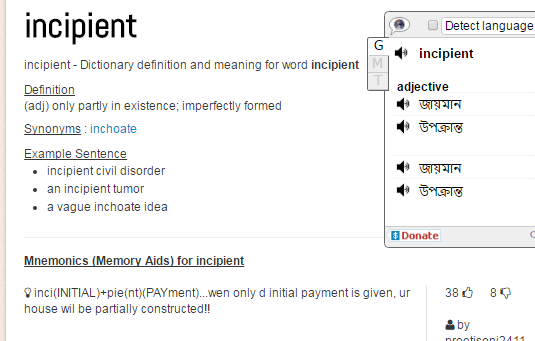 incipient
incipient - Dictionary definition and meaning for word incipient
Definition
(adj) only partly in existence; imperfectly formed
Synonyms : inchoate
Example Sentence
incipient civil disorder
an incipient tumor
a vague inchoate idea
Mnemonics (Memory Aids) for incipient
inci(INITIAL)+pie(nt)(PAYment)...wen only d initial payment is given, ur
house wil be partially constructed!!
38 8
by
Detect language
G
M
T
incipient
adjective
জায়মান
উপক্রান্ত
জায়মান
উপক্রান্ত
Donate